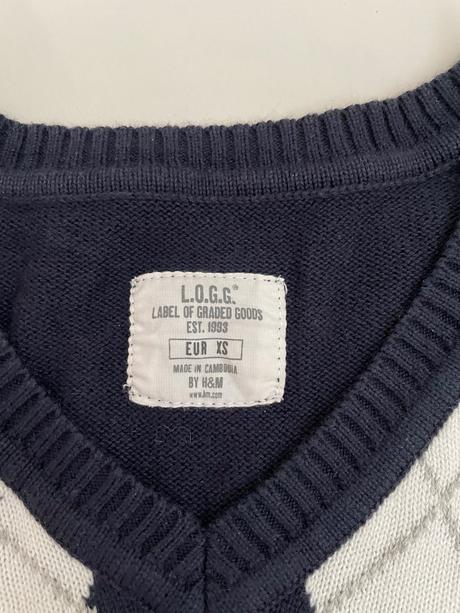 L.O.G.G.®
LABEL OF GRADED GOODS
EST. 1993
EUR XS
MADE IN CAMBODIA
BY H&M
www.hm.com